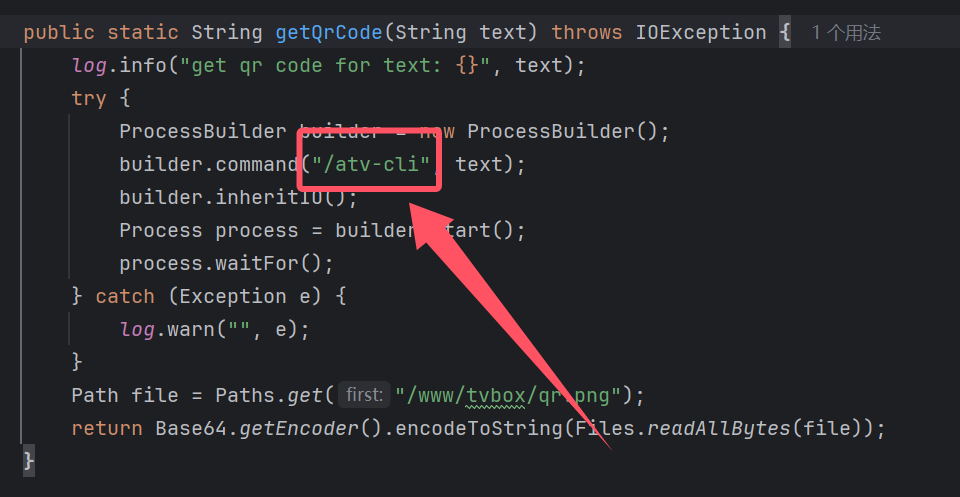 public static String getQrCode(String text) throws IOException { 1 个用法
log.info("get qr code for text: {}", text);
try {
ProcessBuilder builder = new ProcessBuilder();
builder.command("/atv-cli", text);
builder.inheritIO();
Process process = builder.start();
process.waitFor();
} catch (Exception e) {
log.warn("", e);
}
Path file = Paths.get( first: "/www/tvbox/qr.png");
return Base64.getEncoder().encodeToString(Files.readAllBytes(file));
}